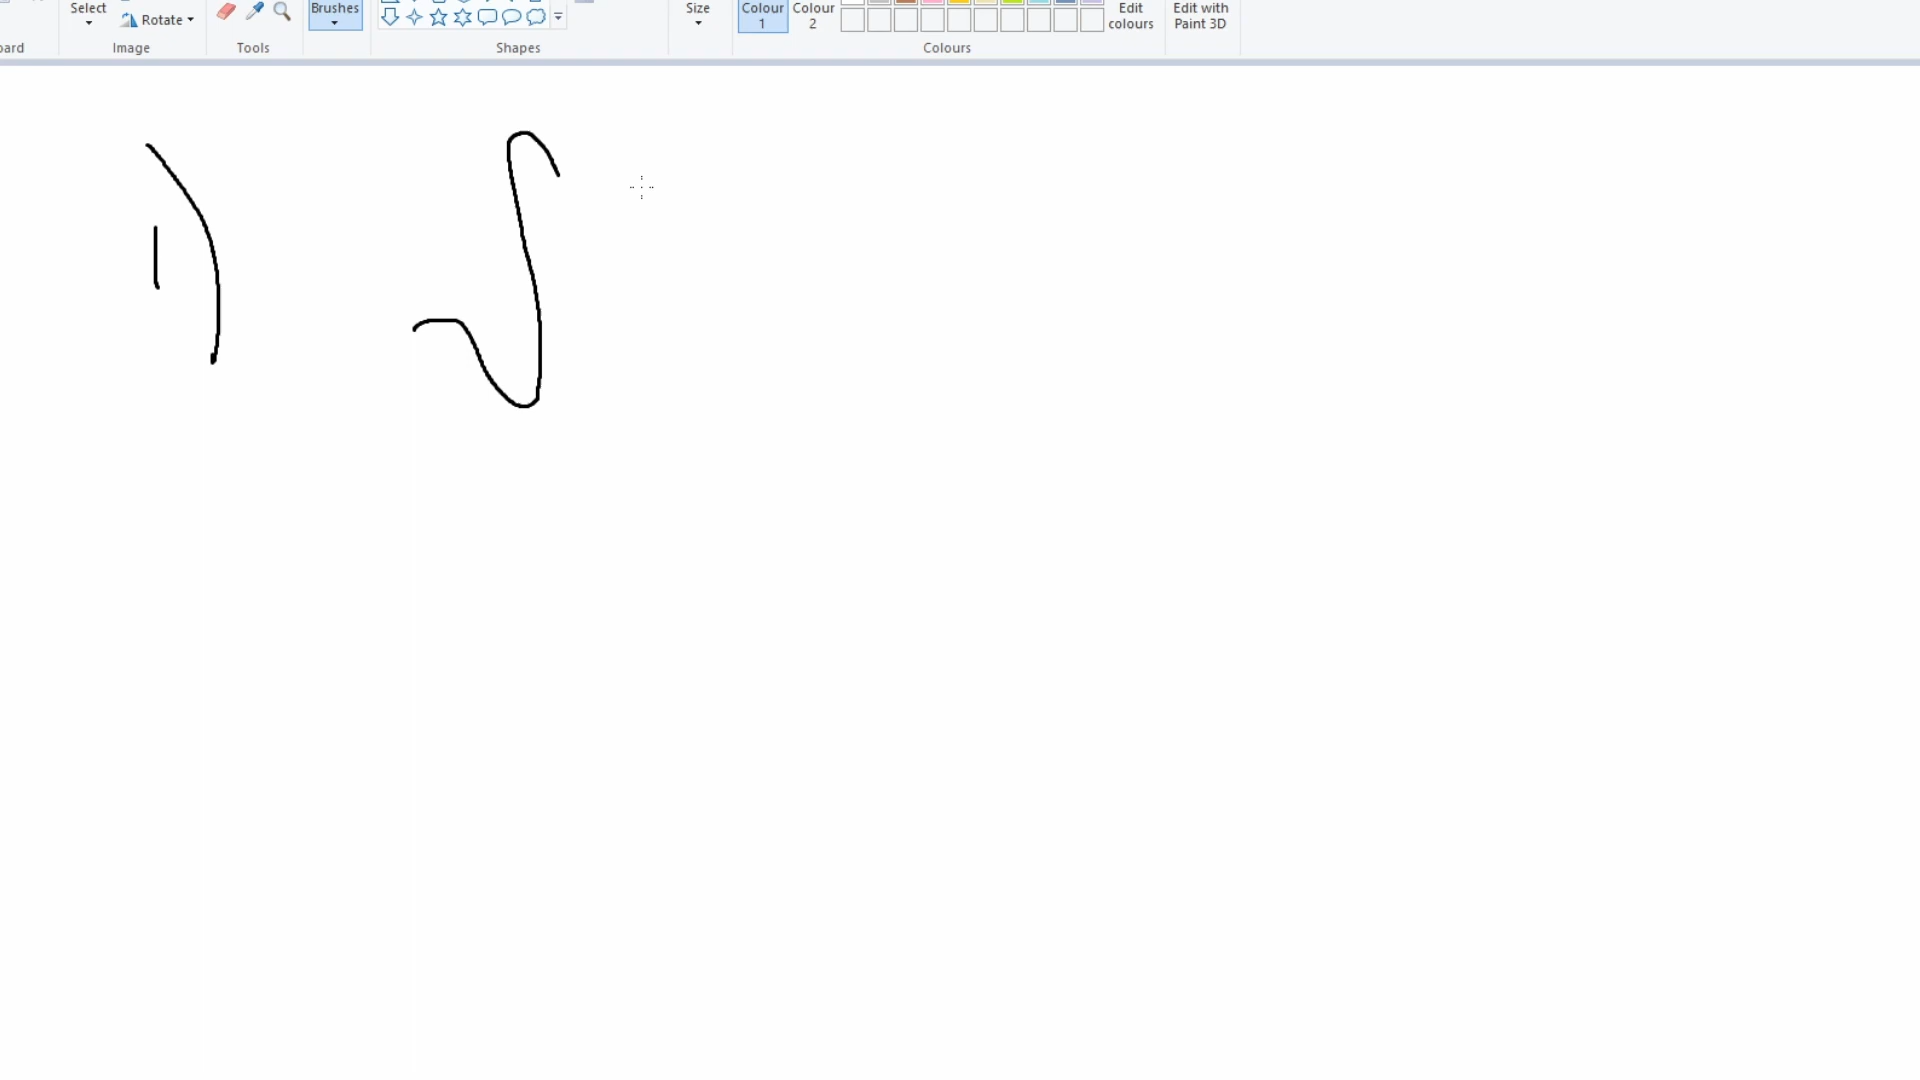 Select
Rotate
Brushes
Size
Colour 1
Colour 2
Edit colours
Edit with Paint 3D
ard
Image
Tools
Shapes
Colours
1) ∫